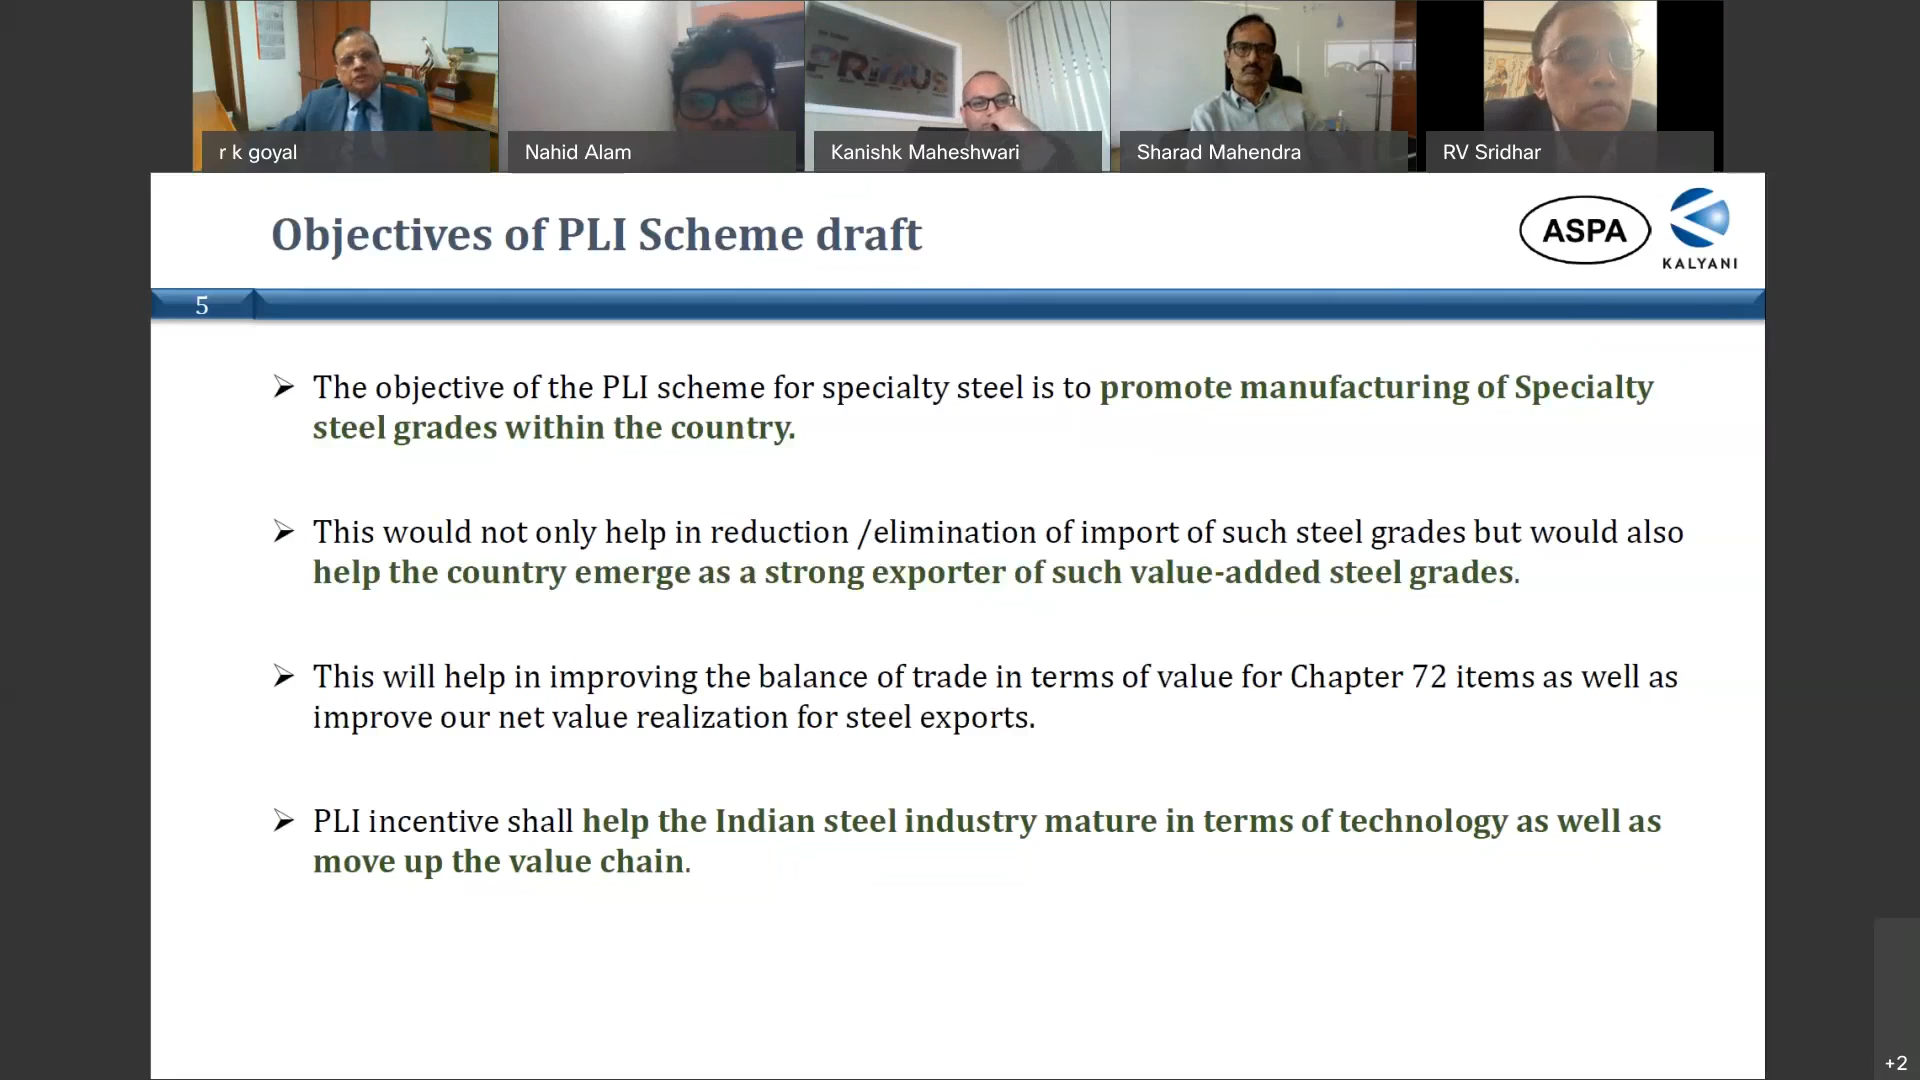 PRIMUS
r k goyal
Nahid Alam
Kanishk Maheshwari
Sharad Mahendra
RV Sridhar
Objectives of PLI Scheme draft
ASPA
KALYANI
5
The objective of the PLI scheme for specialty steel is to promote manufacturing of Specialty
steel grades within the country.
This would not only help in reduction /elimination of import of such steel grades but would also
help the country emerge as a strong exporter of such value-added steel grades.
This will help in improving the balance of trade in terms of value for Chapter 72 items as well as
improve our net value realization for steel exports.
PLI incentive shall help the Indian steel industry mature in terms of technology as well as
move up the value chain.
+2